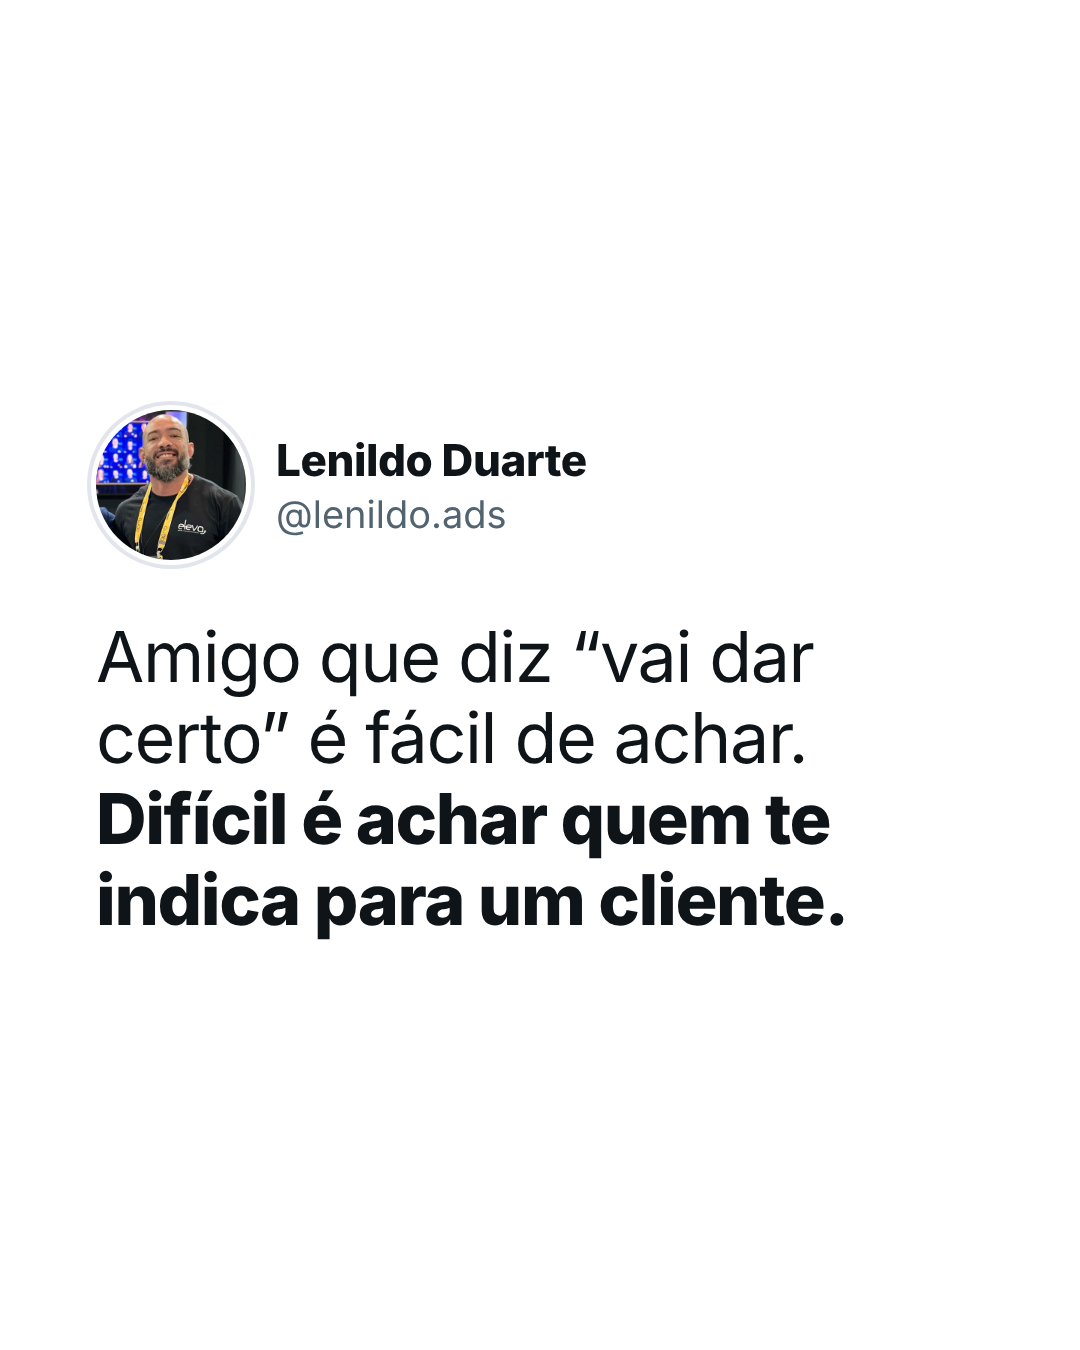 Lenildo Duarte
@lenildo.ads
elevo
Amigo que diz “vai dar
certo” é fácil de achar.
Difícil é achar quem te
indica para um cliente.